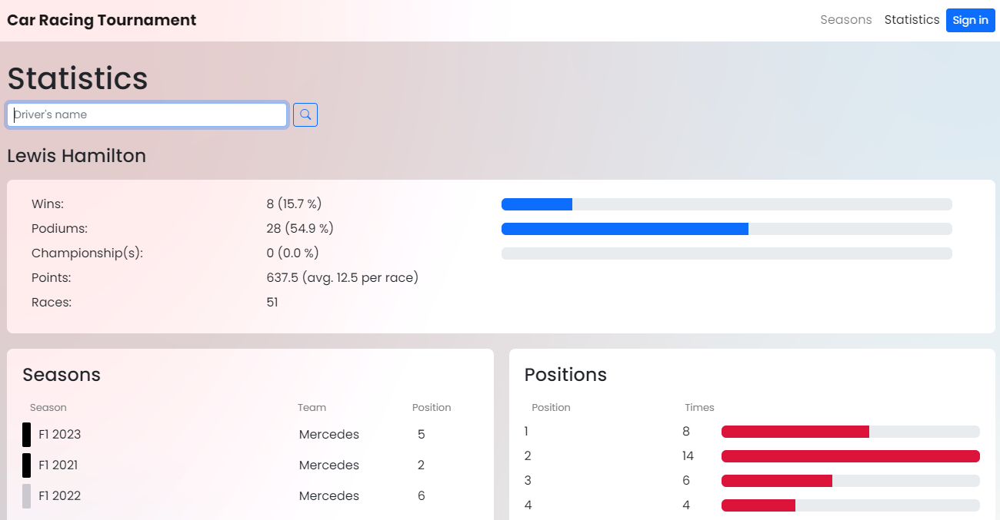 Car Racing Tournament
Seasons Statistics Sign in
Statistics
Driver's name
Lewis Hamilton
Wins: 8 (15.7 %)
Podiums: 28 (54.9 %)
Championship(s): 0 (0.0 %)
Points: 637.5 (avg. 12.5 per race)
Races: 51
Seasons
Season Team Position
F1 2023 Mercedes 5
F1 2021 Mercedes 2
F1 2022 Mercedes 6
Positions
Position Times
1 8
2 14
3 6
4 4